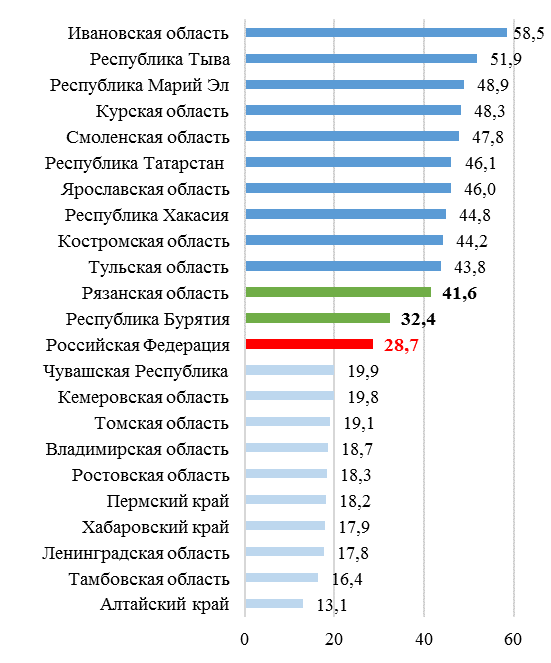 Ивановская область 58,5
Республика Тыва 51,9
Республика Марий Эл 48,9
Курская область 48,3
Смоленская область 47,8
Республика Татарстан 46,1
Ярославская область 46,0
Республика Хакасия 44,8
Костромская область 44,2
Тульская область 43,8
Рязанская область 41,6
Республика Бурятия 32,4
Российская Федерация 28,7
Чувашская Республика 19,9
Кемеровская область 19,8
Томская область 19,1
Владимирская область 18,7
Ростовская область 18,3
Пермский край 18,2
Хабаровский край 17,9
Ленинградская область 17,8
Тамбовская область 16,4
Алтайский край 13,1
0 20 40 60